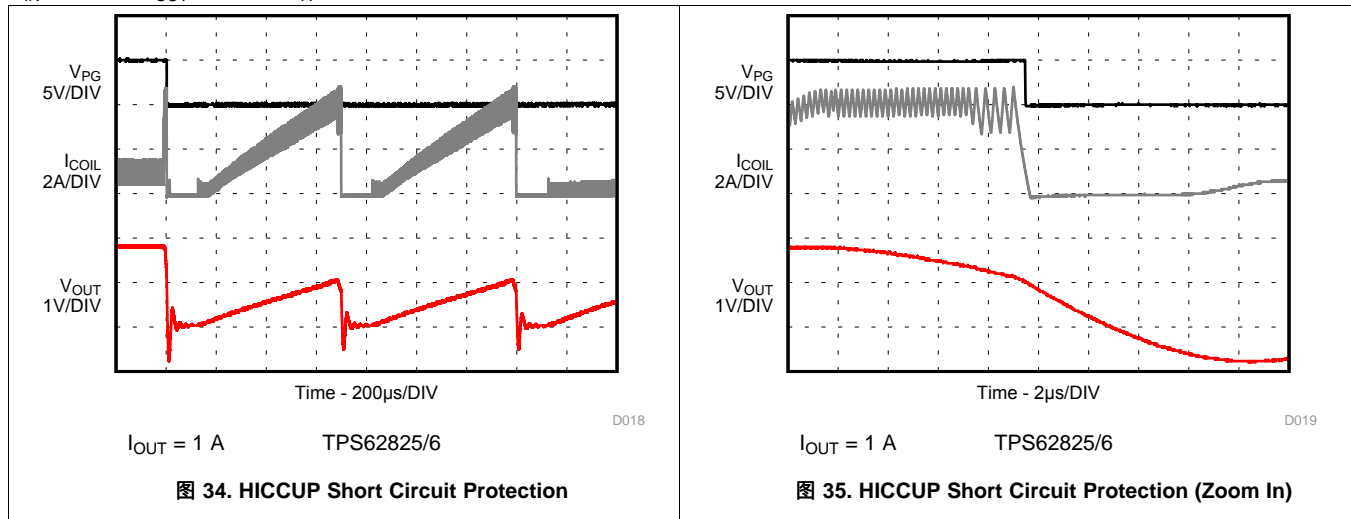 V_PG
5V/DIV
I_COIL
2A/DIV
V_OUT
1V/DIV
Time - 200µs/DIV
D018
I_OUT = 1 A TPS62825/6
图 34. HICCUP Short Circuit Protection
V_PG
5V/DIV
I_COIL
2A/DIV
V_OUT
1V/DIV
Time - 2µs/DIV
D019
I_OUT = 1 A TPS62825/6
图 35. HICCUP Short Circuit Protection (Zoom In)